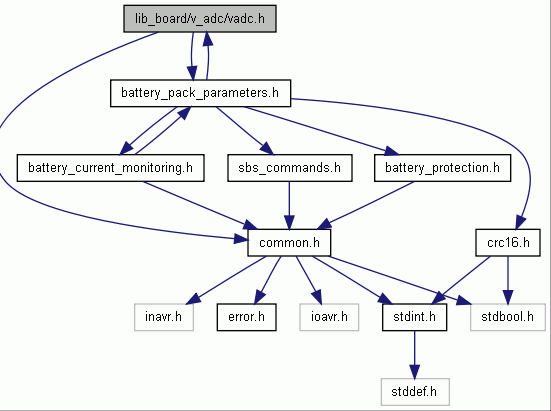 lib_board/v_adc/vadc.h
battery_pack_parameters.h
battery_current_monitoring.h
sbs_commands.h
battery_protection.h
common.h
crc16.h
inavr.h
error.h
ioavr.h
stdint.h
stdbool.h
stddef.h